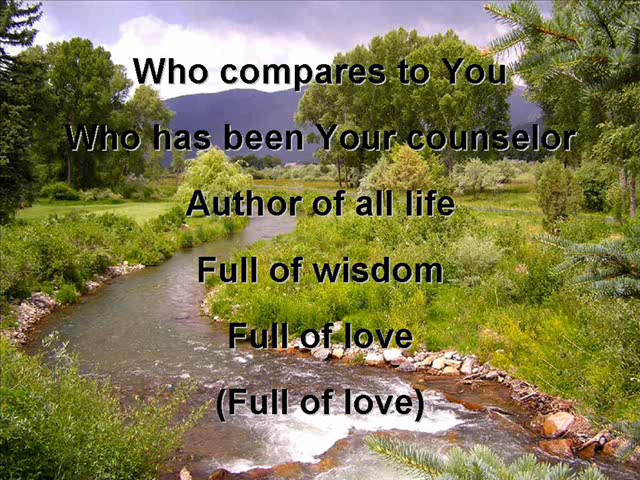 Who compares to You
Who has been Your counselor
Author of all life
Full of wisdom
Full of love
(Full of love)